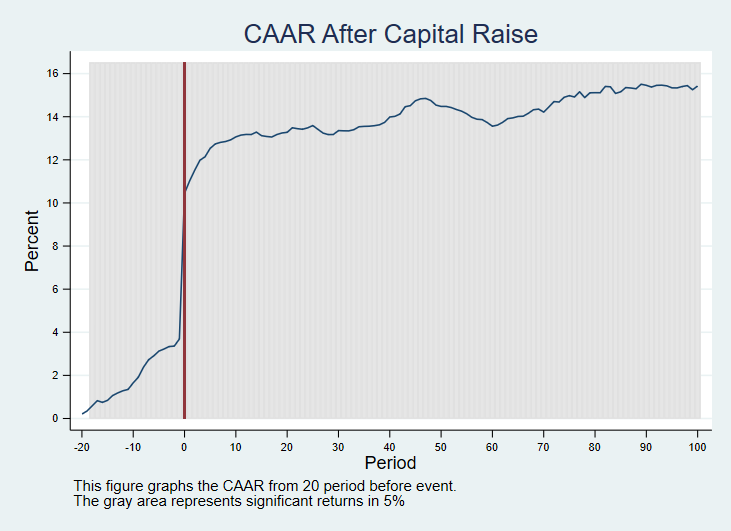 CAAR After Capital Raise
Percent
16
14
12
10
8
6
4
2
0
-20 -10 0 10 20 30 40 50 60 70 80 90 100
Period
This figure graphs the CAAR from 20 period before event.
The gray area represents significant returns in 5%